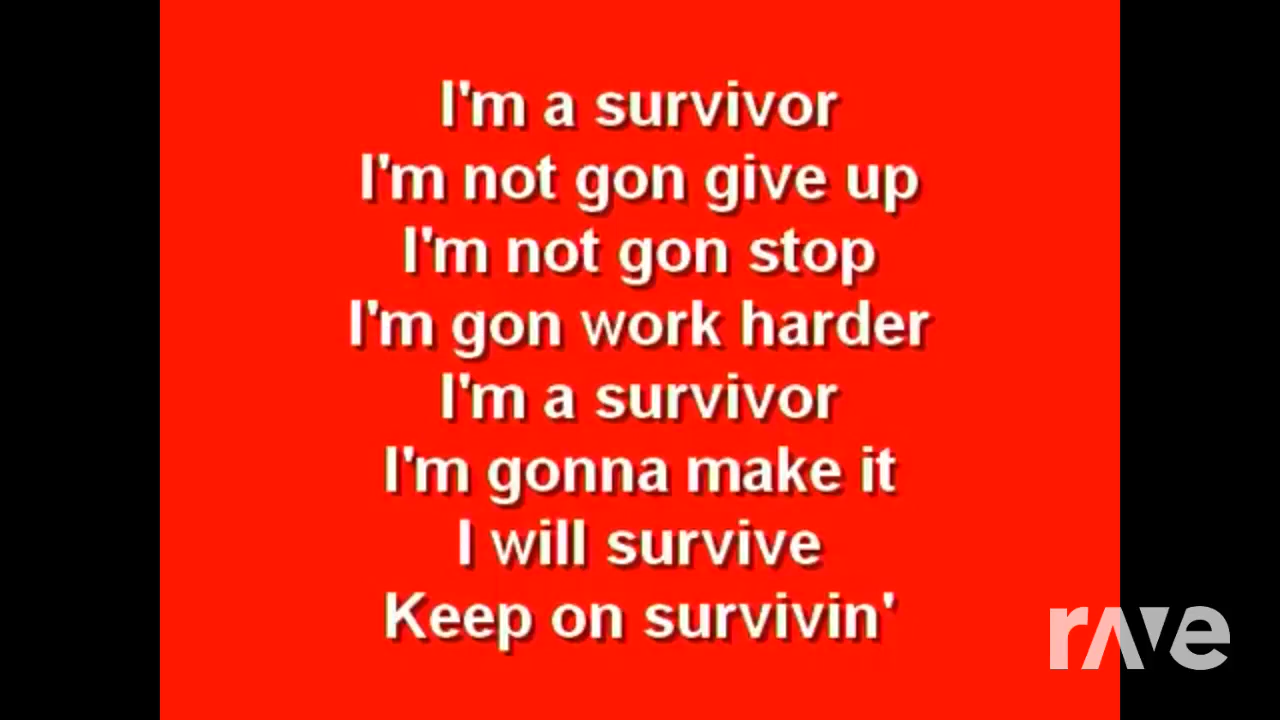 I'm a survivor
I'm not gon give up
I'm not gon stop
I'm gon work harder
I'm a survivor
I'm gonna make it
I will survive
Keep on survivin'
rave